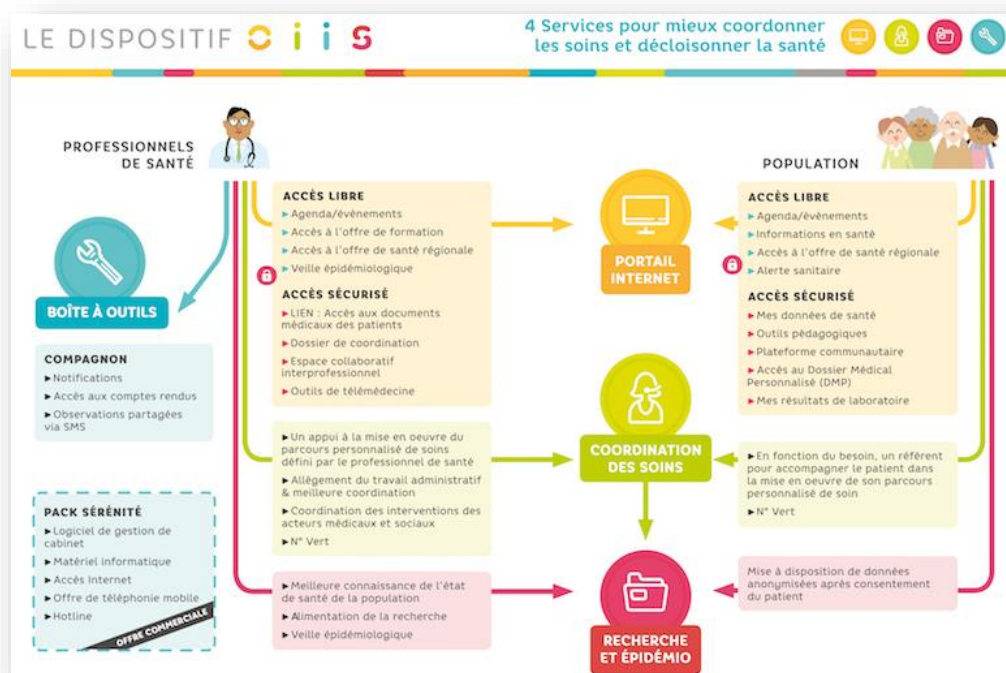 LE DISPOSITIF OiiS
4 Services pour mieux coordonner
les soins et décloisonner la santé
PROFESSIONNELS
DE SANTÉ
POPULATION
BOÎTE À OUTILS
COMPAGNON
►Notifications
►Accès aux comptes rendus
►Observations partagées
via SMS
PACK SÉRÉNITÉ
►Logiciel de gestion de
cabinet
►Matériel informatique
►Accès Internet
►Offre de téléphonie mobile
►Hotline
OFFRE COMMERCIALE
ACCÈS LIBRE
►Agenda/évènements
►Accès à l'offre de formation
►Accès à l'offre de santé régionale
►Veille épidémiologique
ACCÈS SÉCURISÉ
►LIEN : Accès aux documents
médicaux des patients
►Dossier de coordination
►Espace collaboratif
interprofessionnel
►Outils de télémédecine
►Un appui à la mise en oeuvre du
parcours personnalisé de soins
défini par le professionnel de santé
►Allègement du travail administratif
& meilleure coordination
►Coordination des interventions des
acteurs médicaux et sociaux
►N° Vert
►Meilleure connaissance de l'état
de santé de la population
►Alimentation de la recherche
►Veille épidémiologique
PORTAIL
INTERNET
COORDINATION
DES SOINS
RECHERCHE
ET ÉPIDÉMIO
ACCÈS LIBRE
►Agenda/évènements
►Informations en santé
►Accès à l'offre de santé régionale
►Alerte sanitaire
ACCÈS SÉCURISÉ
►Mes données de santé
►Outils pédagogiques
►Plateforme communautaire
►Accès au Dossier Médical
Personnalisé (DMP)
►Mes résultats de laboratoire
►En fonction du besoin, un référent
pour accompagner le patient dans
la mise en oeuvre de son parcours
personnalisé de soin
►N° Vert
Mise à disposition de données
anonymisées après consentement
du patient